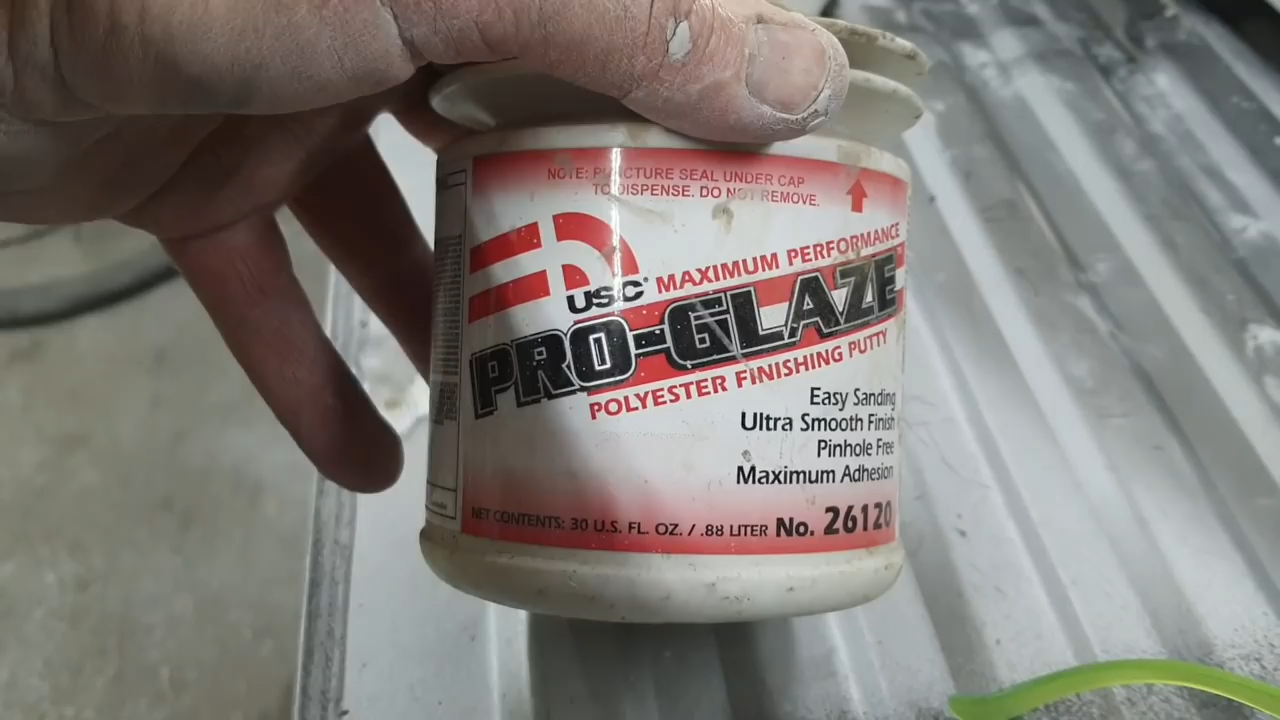 NOTE: PUNCTURE SEAL UNDER CAP
TO DISPENSE. DO NOT REMOVE.
USC®
MAXIMUM PERFORMANCE
PRO-GLAZE™
POLYESTER FINISHING PUTTY
Easy Sanding
Ultra Smooth Finish
Pinhole Free
Maximum Adhesion
NET CONTENTS: 30 U.S. FL. OZ. / .88 LITER No. 26120